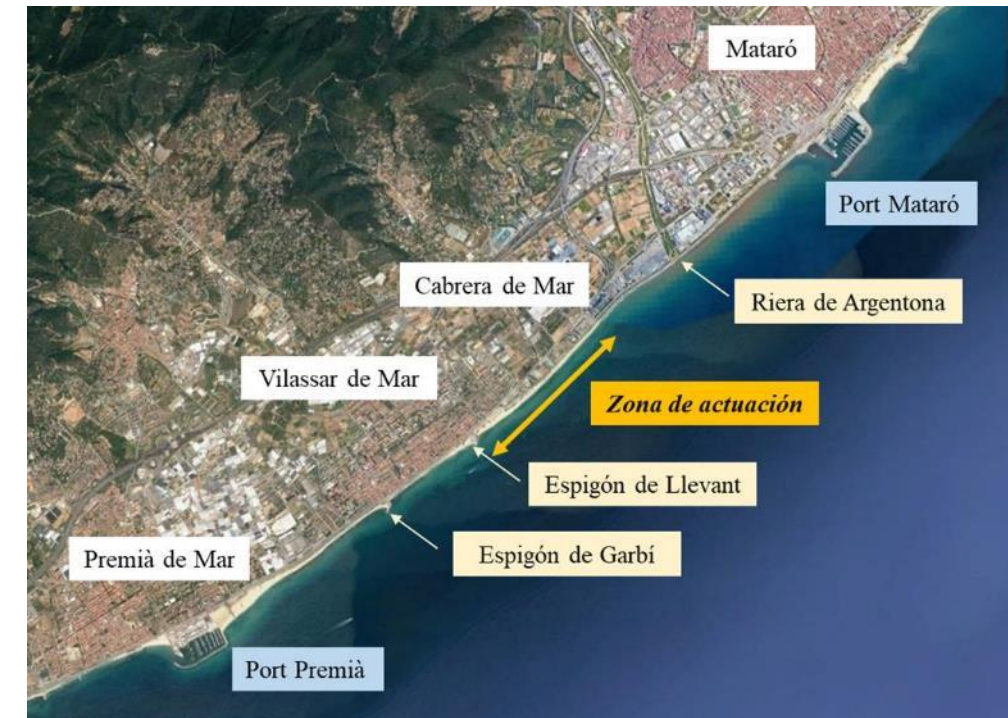 Mataró
Port Mataró
Cabrera de Mar
Riera de Argentona
Vilassar de Mar
Zona de actuación
Espigón de Llevant
Premià de Mar
Espigón de Garbí
Port Premià